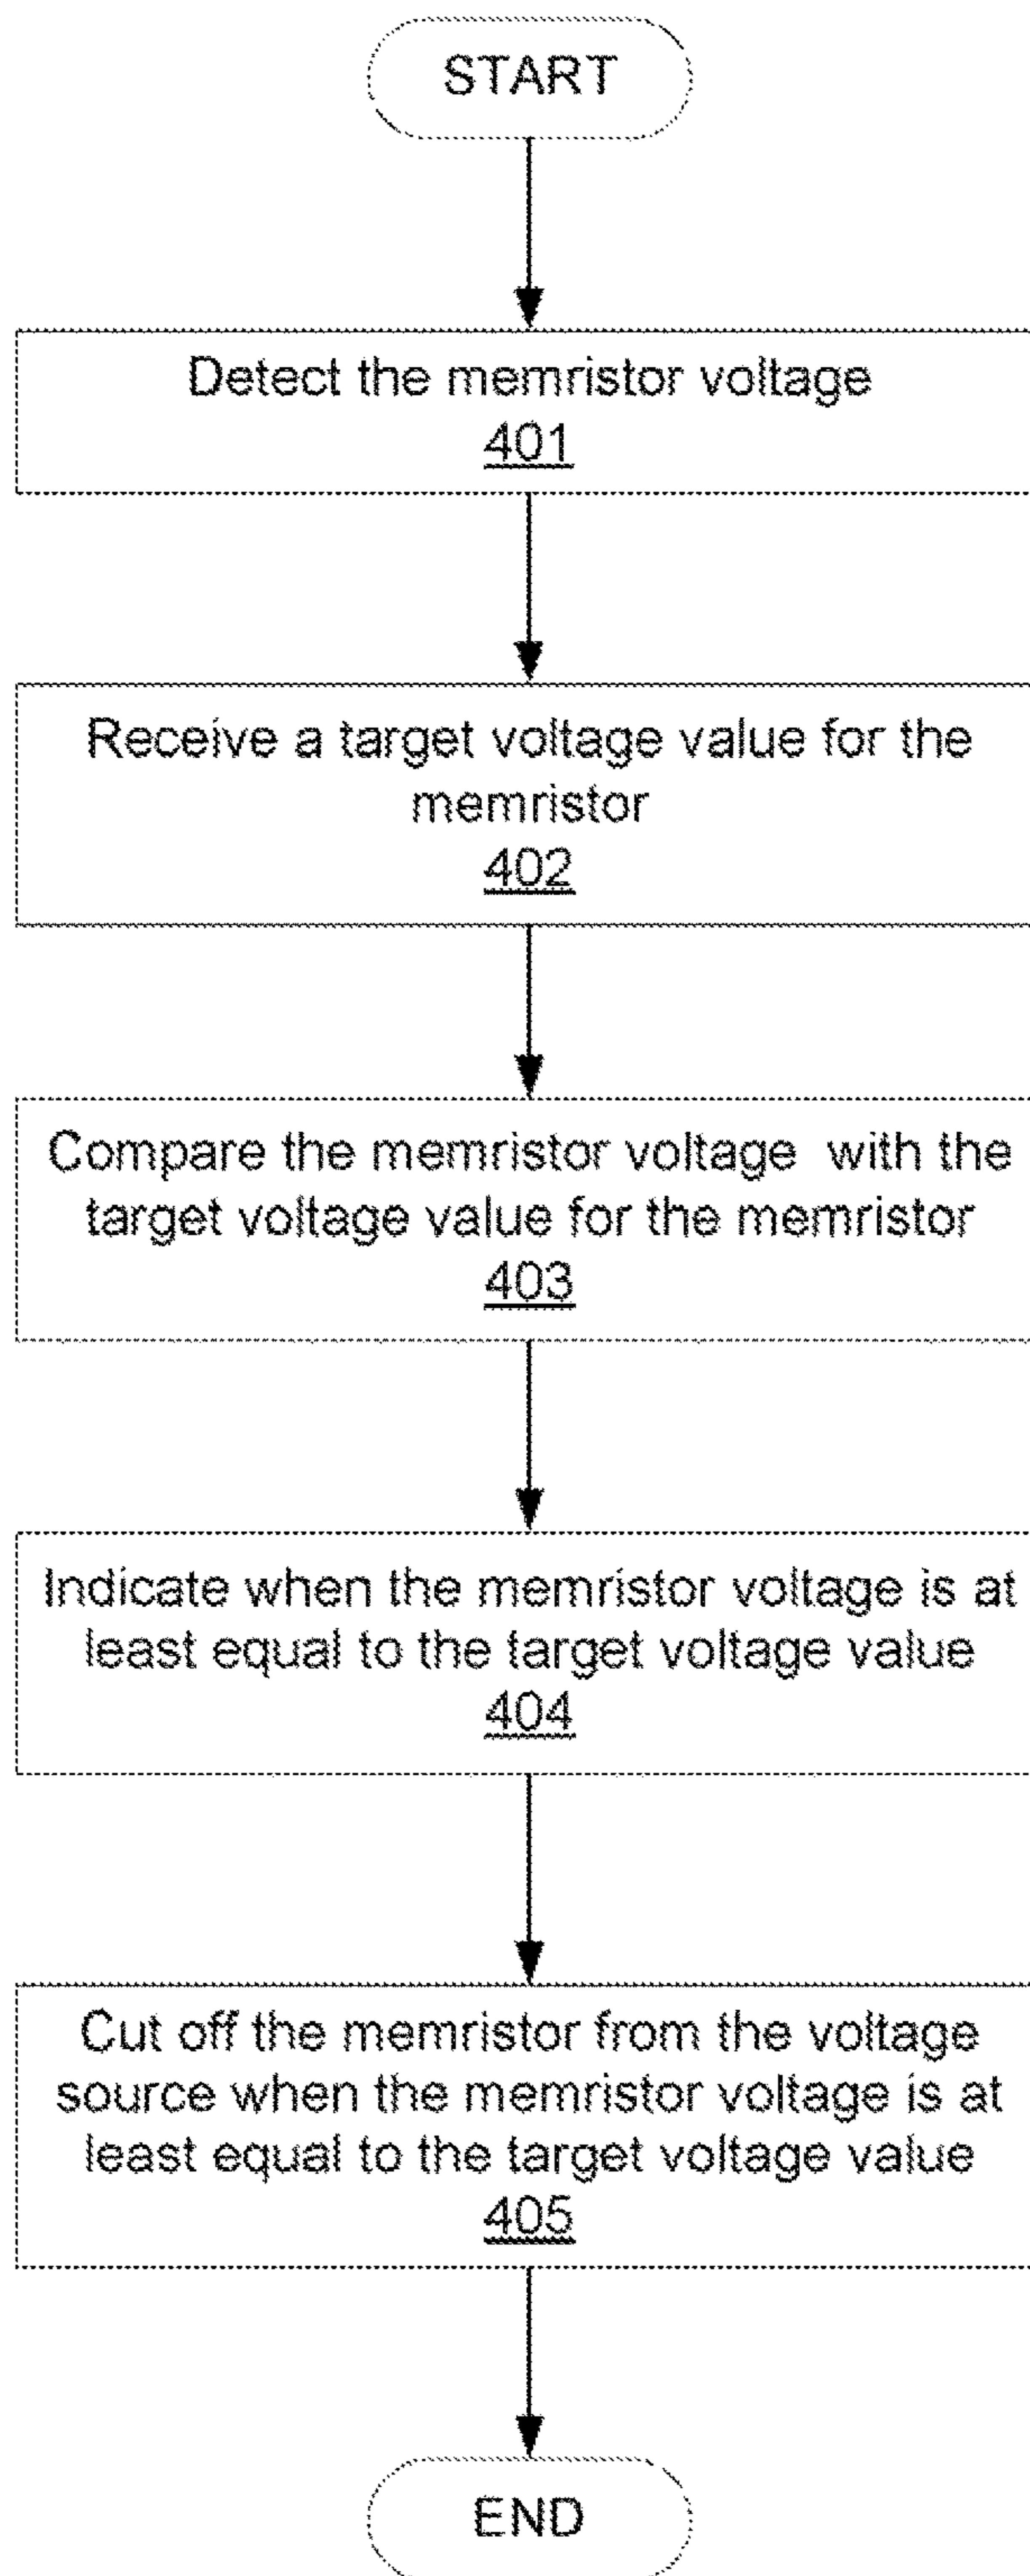 START
Detect the memristor voltage
401
Receive a target voltage value for the
memristor
402
Compare the memristor voltage with the
target voltage value for the memristor
403
Indicate when the memristor voltage is at
least equal to the target voltage value
404
Cut off the memristor from the voltage
source when the memristor voltage is at
least equal to the target voltage value
405
END